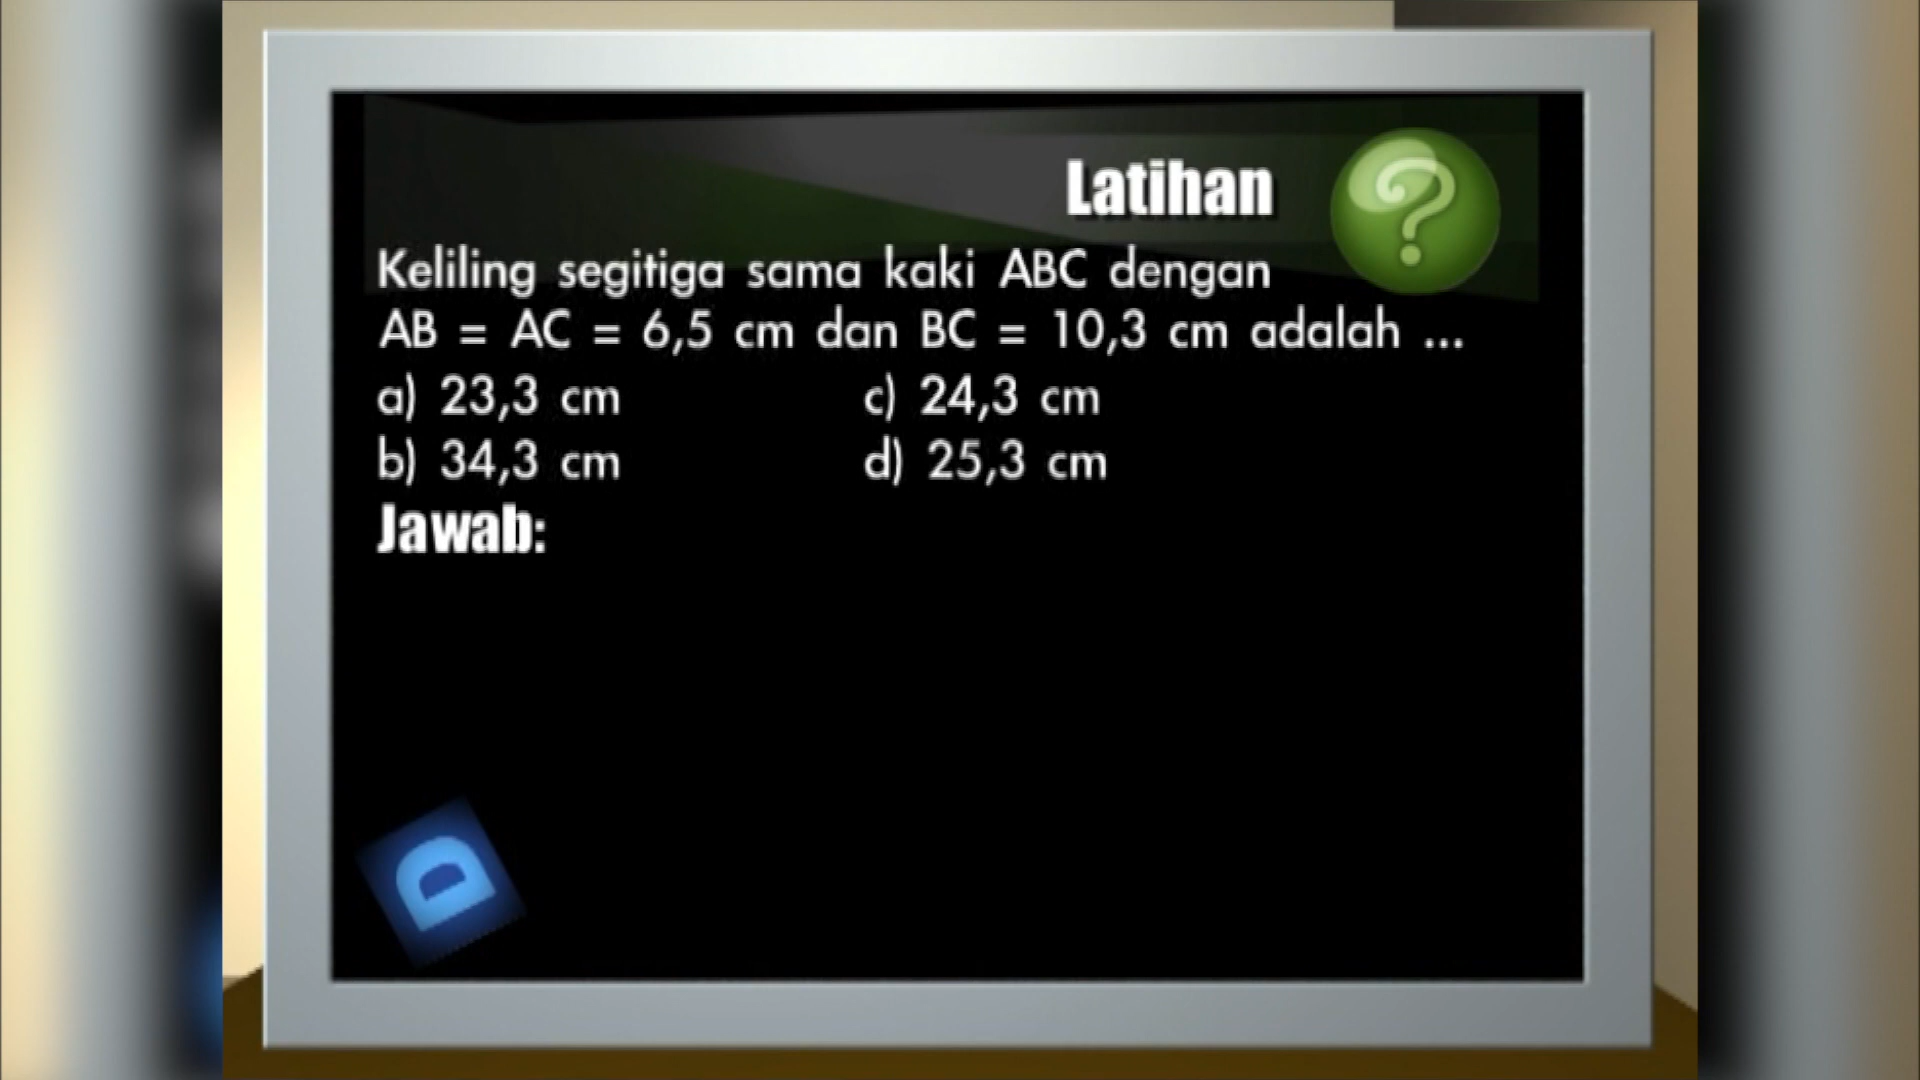 Latihan
Keliling segitiga sama kaki ABC dengan
AB = AC = 6,5 cm dan BC = 10,3 cm adalah ...
a) 23,3 cm c) 24,3 cm
b) 34,3 cm d) 25,3 cm
Jawab:
D